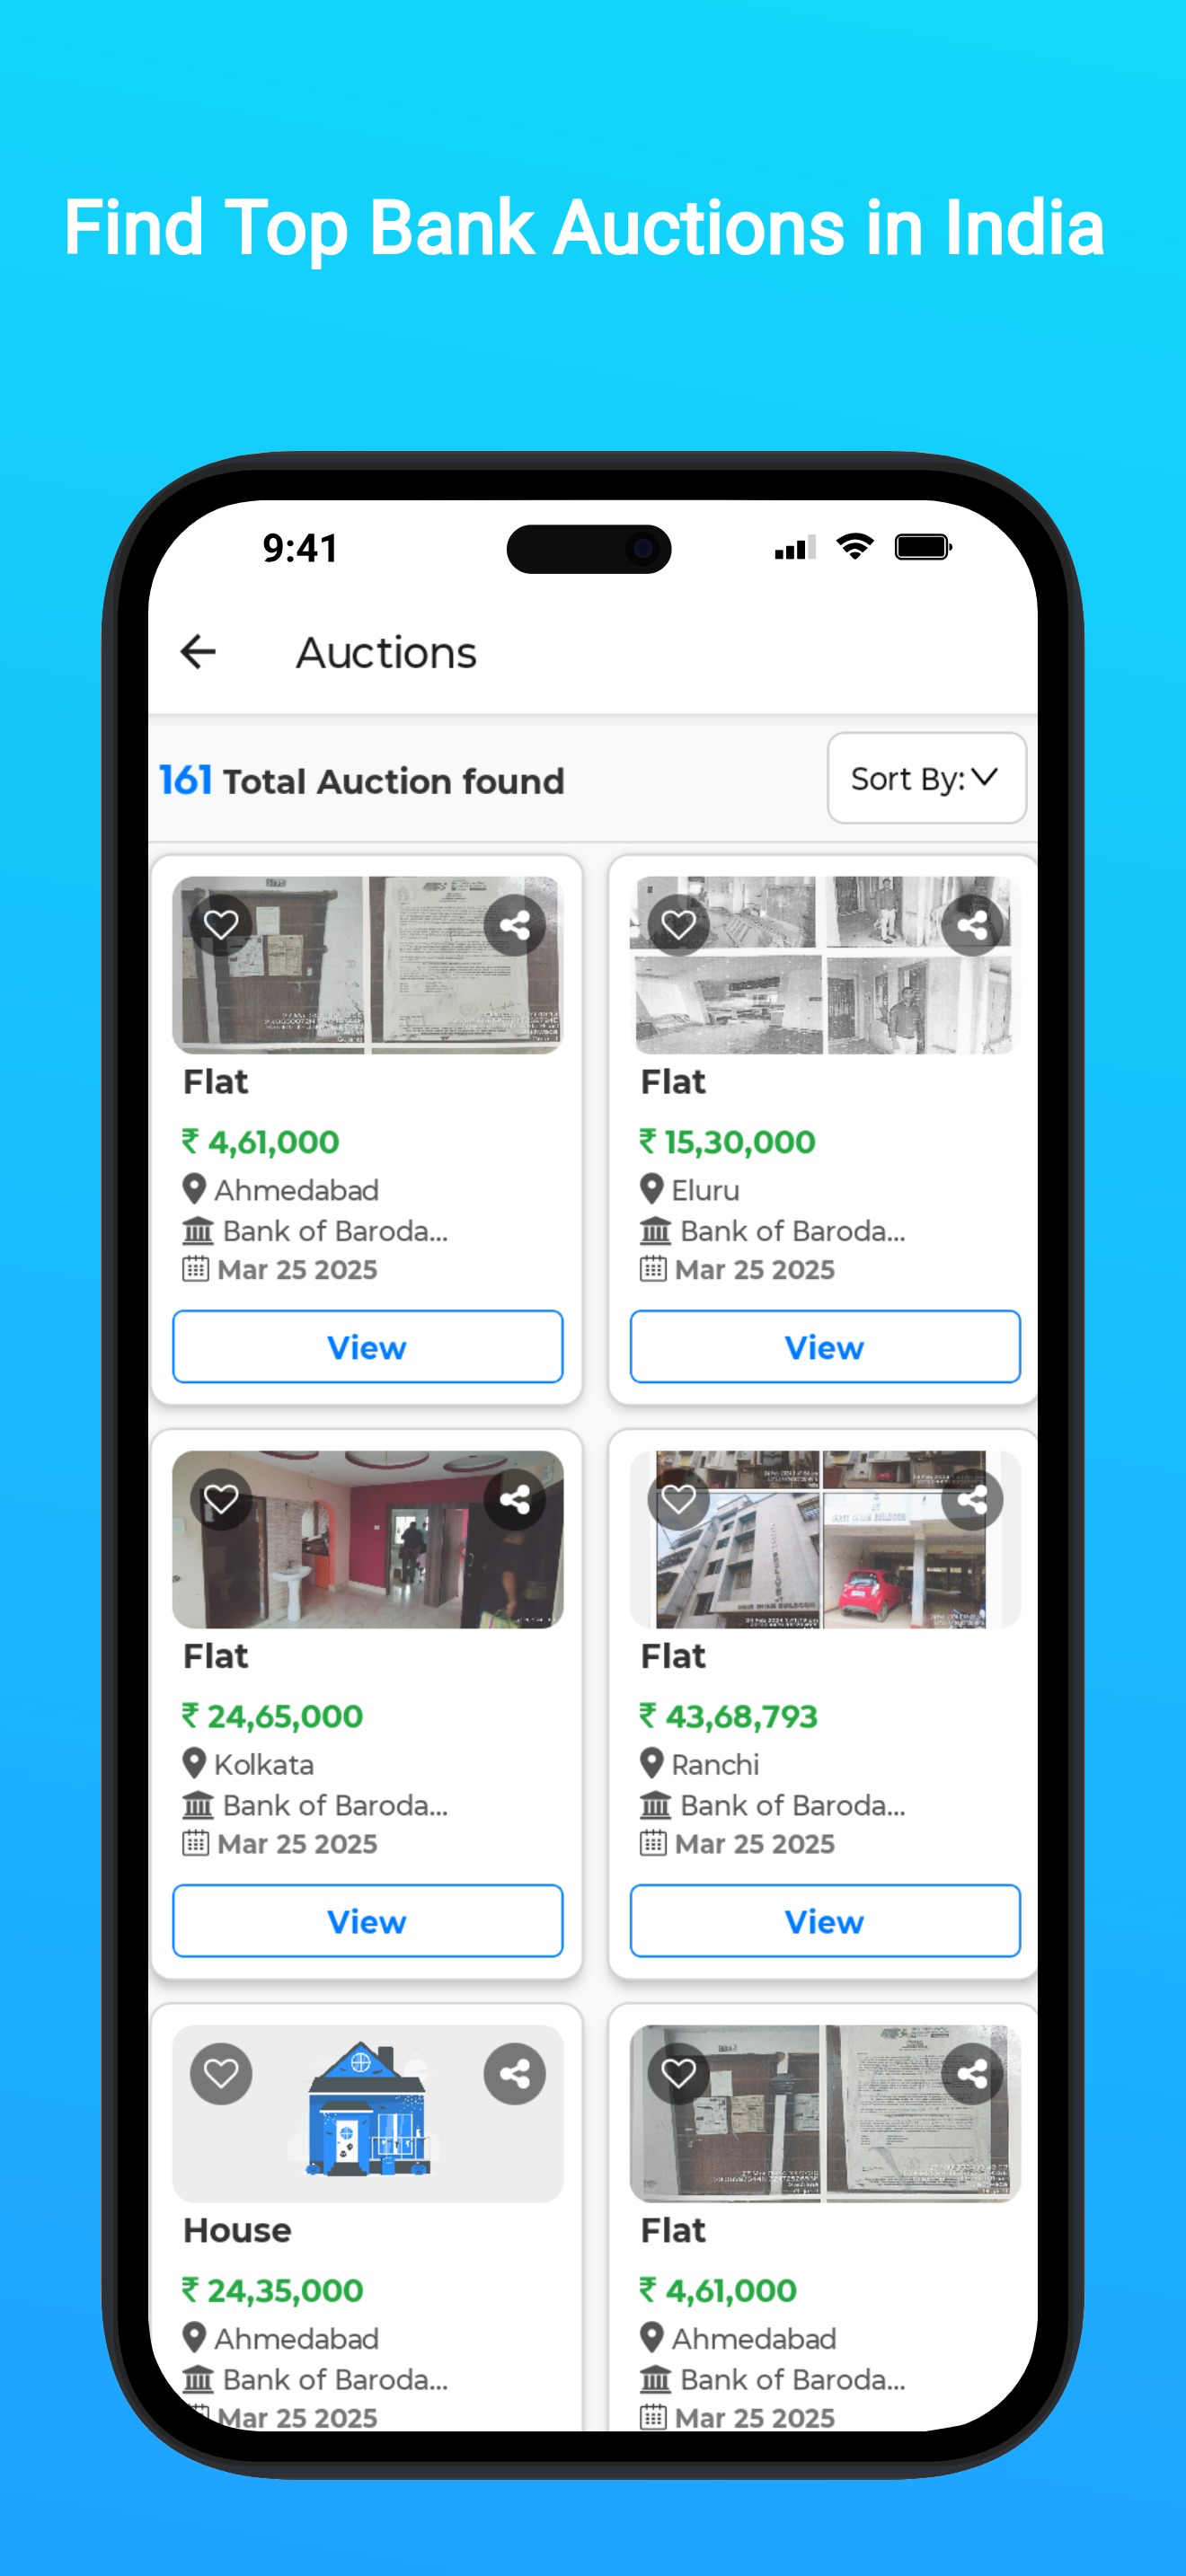 Find Top Bank Auctions in India
9:41
Auctions
161 Total Auction found
Sort By:
Flat
₹ 4,61,000
Ahmedabad
Bank of Baroda...
Mar 25 2025
View
Flat
₹ 15,30,000
Eluru
Bank of Baroda...
Mar 25 2025
View
Flat
₹ 24,65,000
Kolkata
Bank of Baroda...
Mar 25 2025
View
Flat
₹ 43,68,793
Ranchi
Bank of Baroda...
Mar 25 2025
View
House
₹ 24,35,000
Ahmedabad
Bank of Baroda...
Mar 25 2025
Flat
₹ 4,61,000
Ahmedabad
Bank of Baroda...
Mar 25 2025